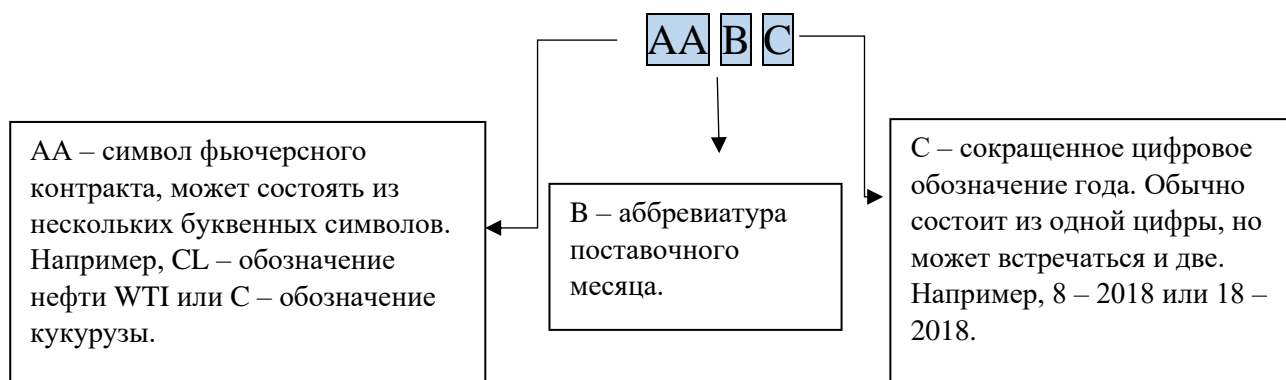 AA B C
AA – символ фьючерсного
контракта, может состоять из
нескольких буквенных символов.
Например, CL – обозначение
нефти WTI или C – обозначение
кукурузы.
B – аббревиатура
поставочного
месяца.
C – сокращенное цифровое
обозначение года. Обычно
состоит из одной цифры, но
может встречаться и две.
Например, 8 – 2018 или 18 –
2018.